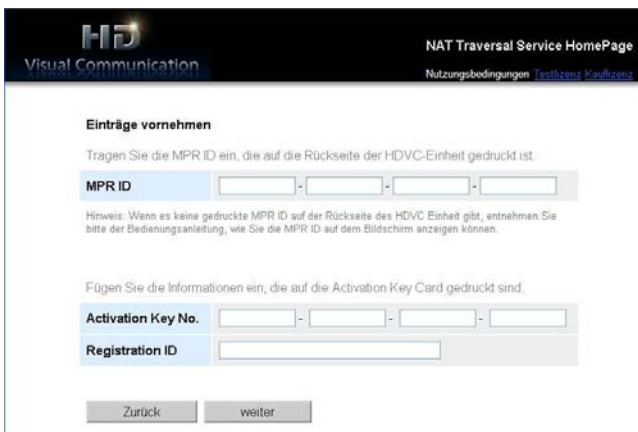 HD
Visual Communication
NAT Traversal Service HomePage
Nutzungsbedingungen Testlizenz Kauflizenz
Einträge vornehmen
Tragen Sie die MPR ID ein, die auf die Rückseite der HDVC-Einheit gedruckt ist.
MPR ID - - -
Hinweis: Wenn es keine gedruckte MPR ID auf der Rückseite des HDVC Einheit gibt, entnehmen Sie
bitte der Bedienungsanleitung, wie Sie die MPR ID auf dem Bildschirm anzeigen können.
Fügen Sie die Informationen ein, die auf die Activation Key Card gedruckt sind.
Activation Key No. - - -
Registration ID
Zurück weiter